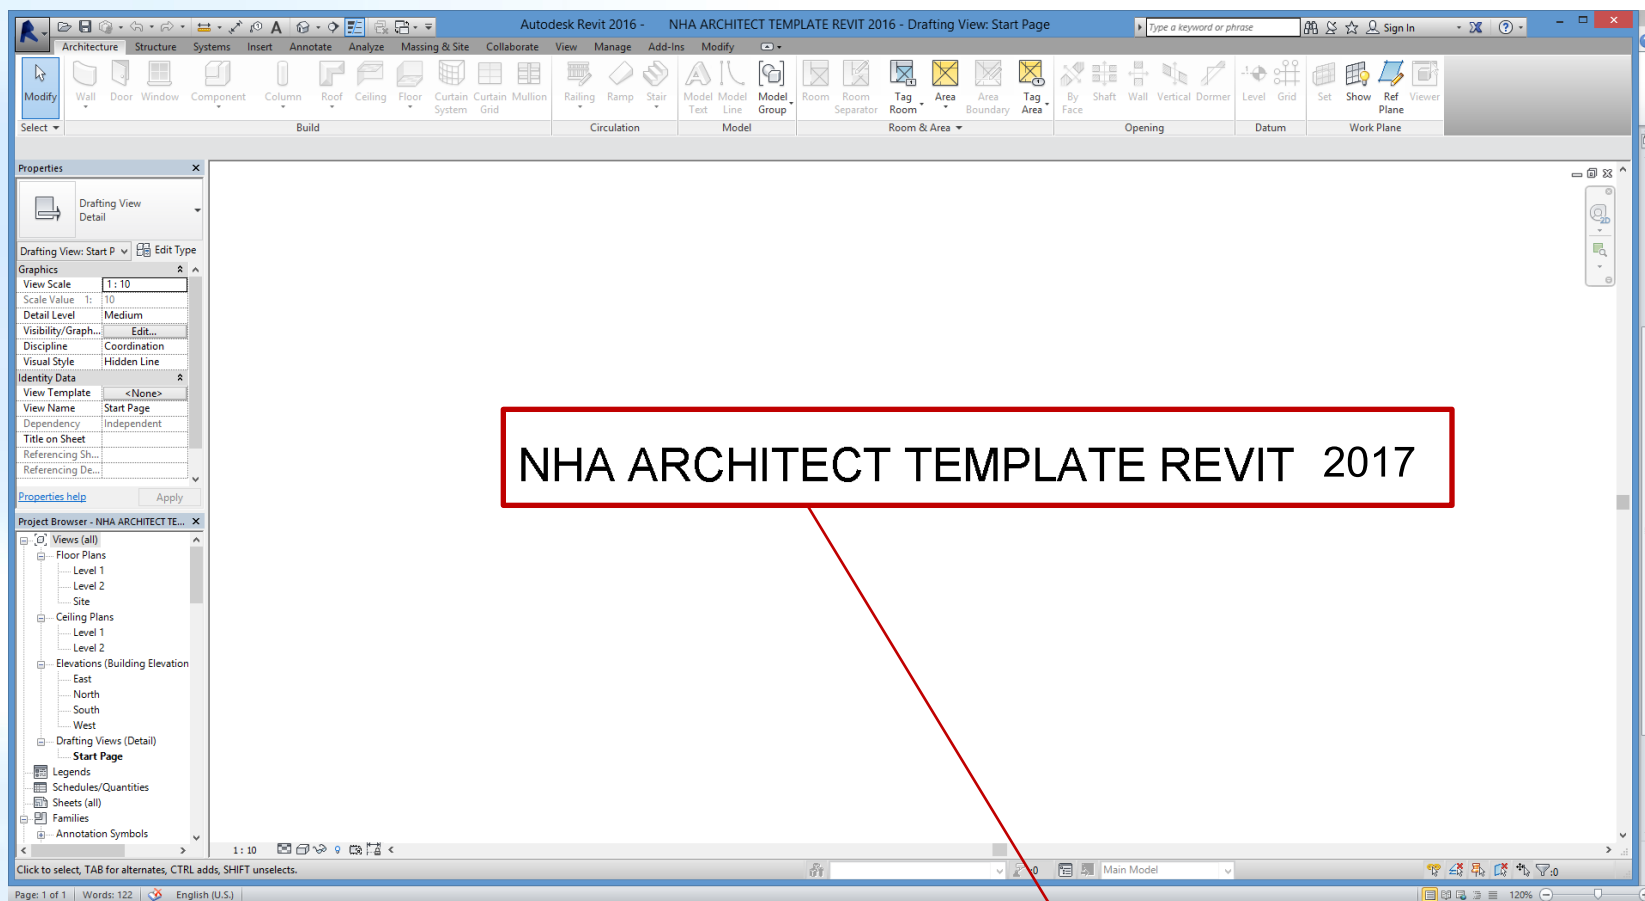 Autodesk Revit 2016 - NHA ARCHITECT TEMPLATE REVIT 2016 - Drafting View: Start Page
Type a keyword or phrase
Sign In
Architecture Structure Systems Insert Annotate Analyze Massing & Site Collaborate View Manage Add-Ins Modify
Modify Wall Door Window Component Column Roof Ceiling Floor Curtain System Curtain Grid Mullion Railing Ramp Stair Model Text Model Line Model Group Room Room Separator Tag Room Area Area Boundary Tag Area By Face Shaft Wall Vertical Dormer Level Grid Set Show Ref Plane Viewer
Select Build Circulation Model Room & Area Opening Datum Work Plane
Properties
Drafting View
Detail
Drafting View: Start P Edit Type
Graphics
View Scale 1 : 10
Scale Value 1: 10
Detail Level Medium
Visibility/Graph... Edit...
Discipline Coordination
Visual Style Hidden Line
Identity Data
View Template <None>
View Name Start Page
Dependency Independent
Title on Sheet
Referencing Sh...
Referencing De...
Properties help Apply
Project Browser - NHA ARCHITECT TE...
Views (all)
Floor Plans
Level 1
Level 2
Site
Ceiling Plans
Level 1
Level 2
Elevations (Building Elevation
East
North
South
West
Drafting Views (Detail)
Start Page
Legends
Schedules/Quantities
Sheets (all)
Families
Annotation Symbols
2D
NHA ARCHITECT TEMPLATE REVIT 2017
1 : 10
Click to select, TAB for alternates, CTRL adds, SHIFT unselects.
:0
Main Model
:0
Page: 1 of 1 Words: 122 English (U.S.) 120%